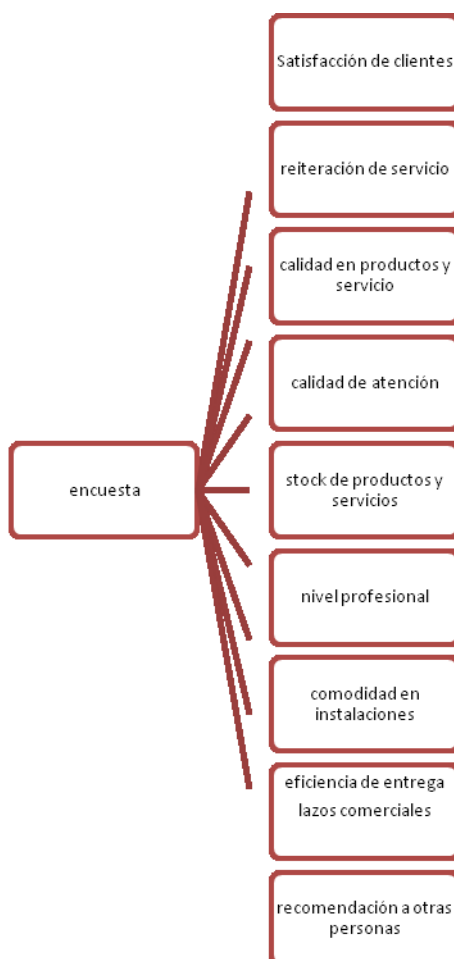 Satisfacción de clientes
reiteración de servicio
calidad en productos y
servicio
calidad de atención
encuesta
stock de productos y
servicios
nivel profesional
comodidad en
instalaciones
eficiencia de entrega
lazos comerciales
recomendación a otras
personas